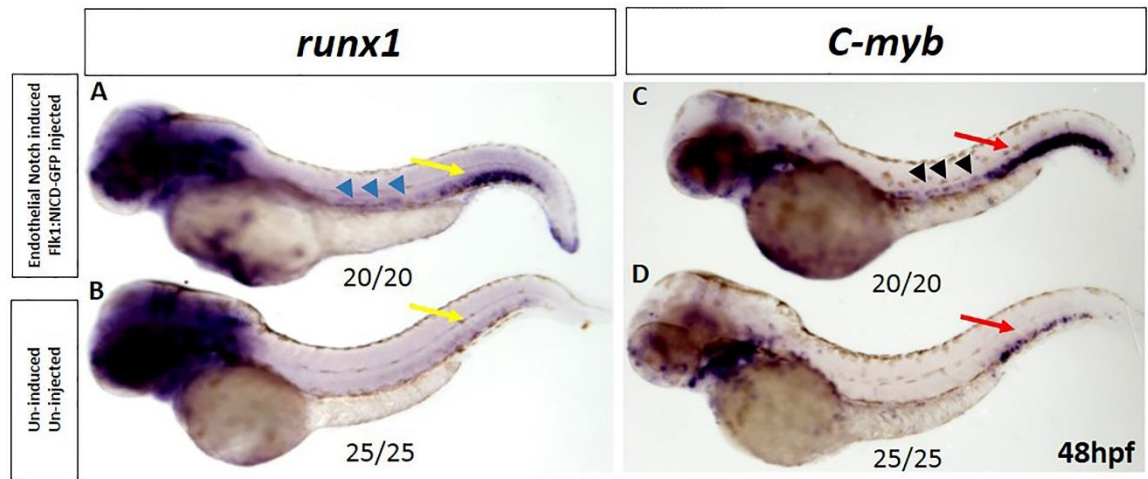 runx1
C-myb
Endothelial Notch induced
Flk1:NICD-GFP injected
A
20/20
C
20/20
Un-induced
Un-injected
B
25/25
D
25/25
48hpf